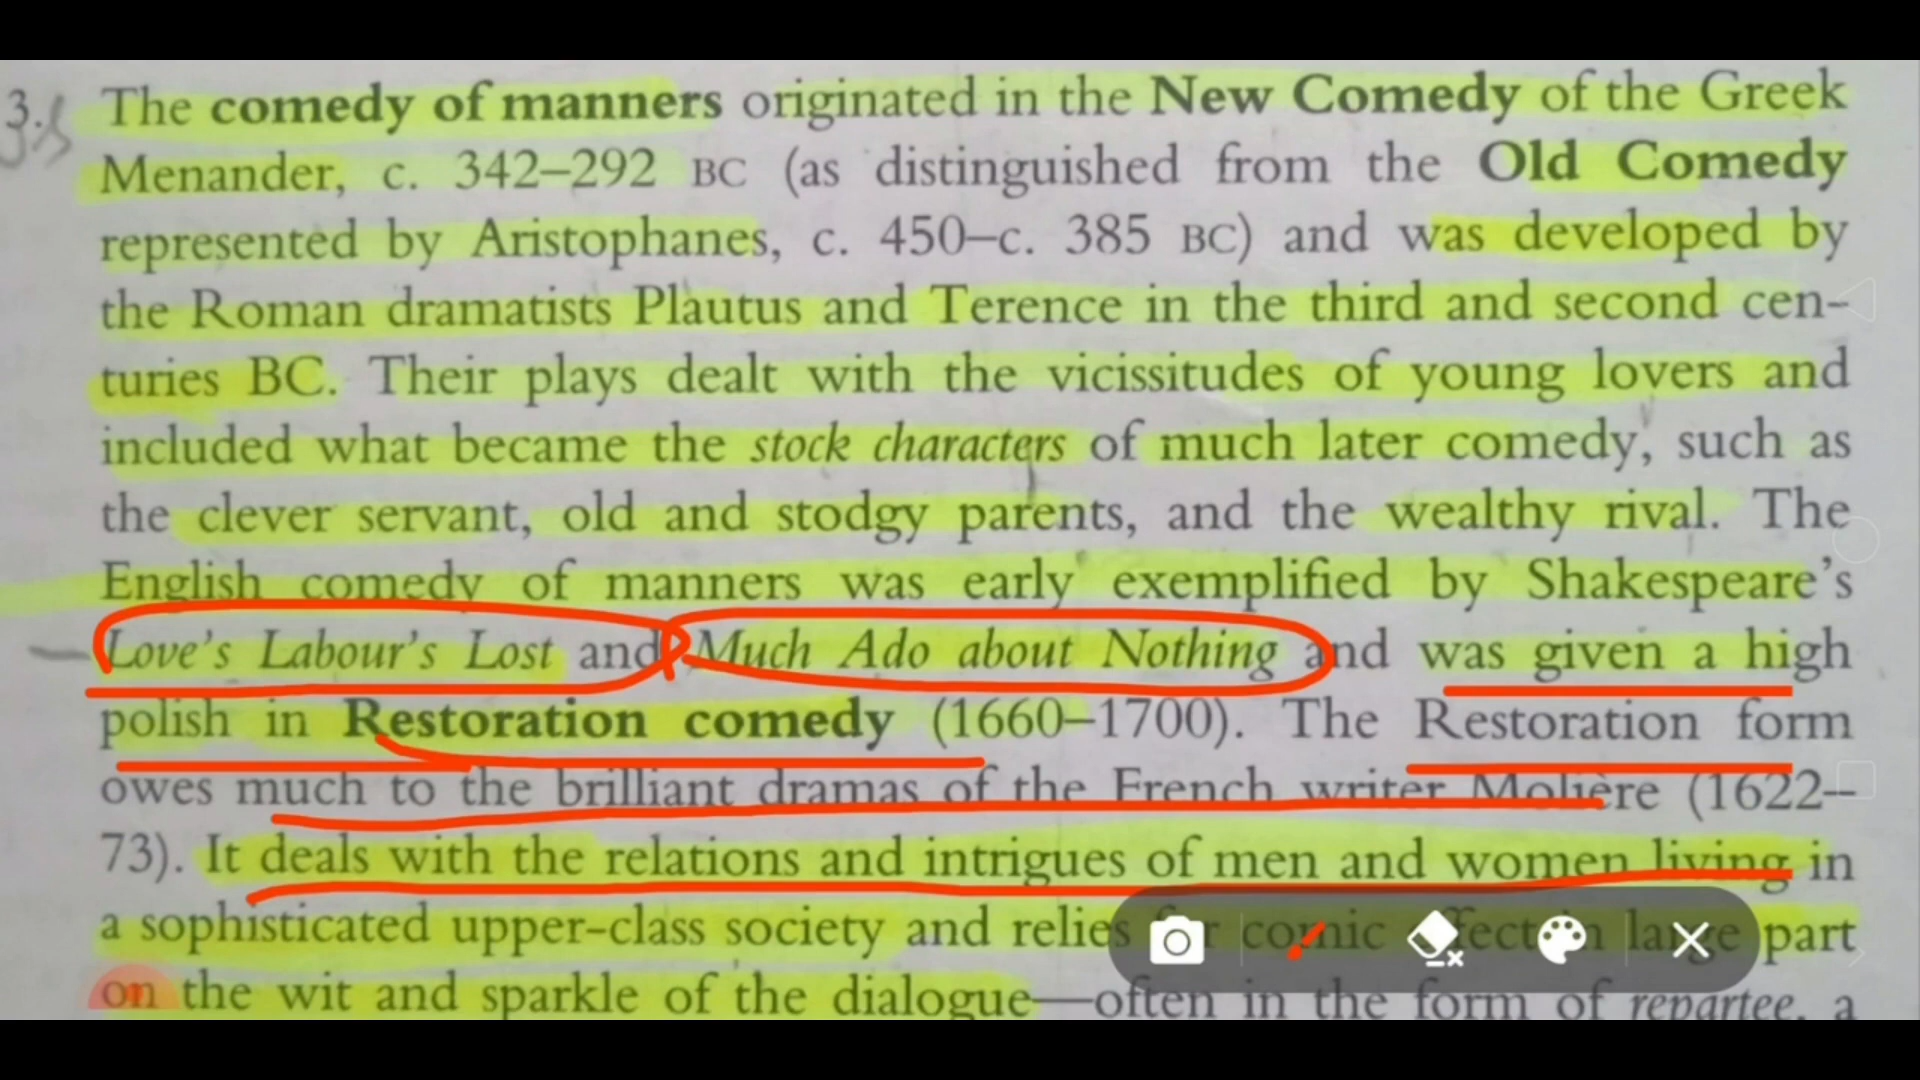 3. The comedy of manners originated in the New Comedy of the Greek
Menander, c. 342–292 BC (as distinguished from the Old Comedy
represented by Aristophanes, c. 450–c. 385 BC) and was developed by
the Roman dramatists Plautus and Terence in the third and second cen-
turies BC. Their plays dealt with the vicissitudes of young lovers and
included what became the stock characters of much later comedy, such as
the clever servant, old and stodgy parents, and the wealthy rival. The
English comedy of manners was early exemplified by Shakespeare's
Love's Labour's Lost and Much Ado about Nothing and was given a high
polish in Restoration comedy (1660–1700). The Restoration form
owes much to the brilliant dramas of the French writer Molière (1622–
73). It deals with the relations and intrigues of men and women living in
a sophisticated upper-class society and relies for comic effect in large part
on the wit and sparkle of the dialogue—often in the form of repartee, a